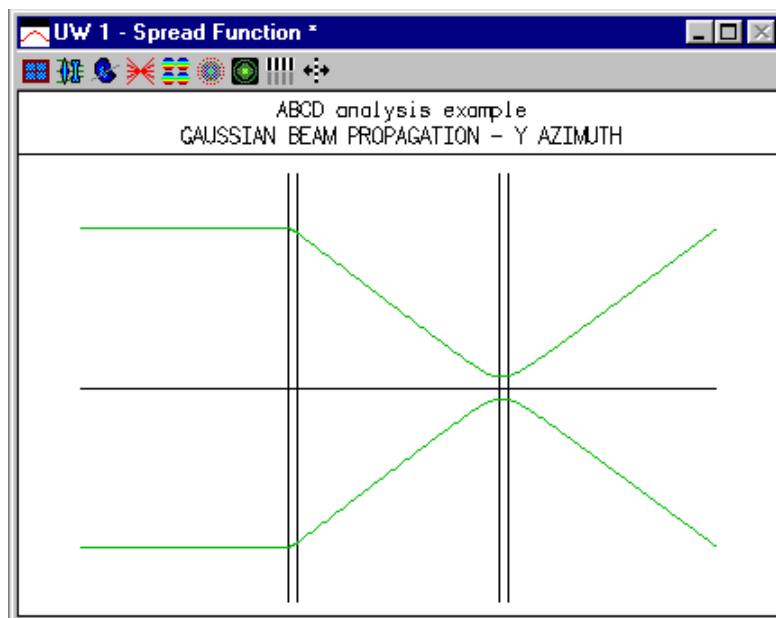 UW 1 - Spread Function *
ABCD analysis example
GAUSSIAN BEAM PROPAGATION - Y AZIMUTH